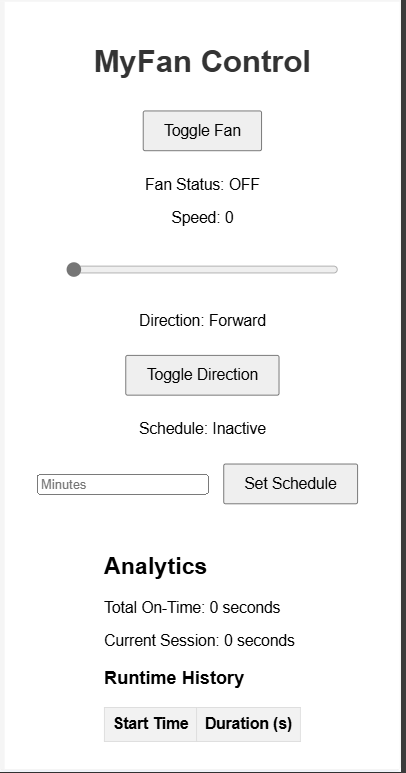 MyFan Control
Toggle Fan
Fan Status: OFF
Speed: 0
Direction: Forward
Toggle Direction
Schedule: Inactive
Minutes Set Schedule
Analytics
Total On-Time: 0 seconds
Current Session: 0 seconds
Runtime History
Start Time Duration (s)